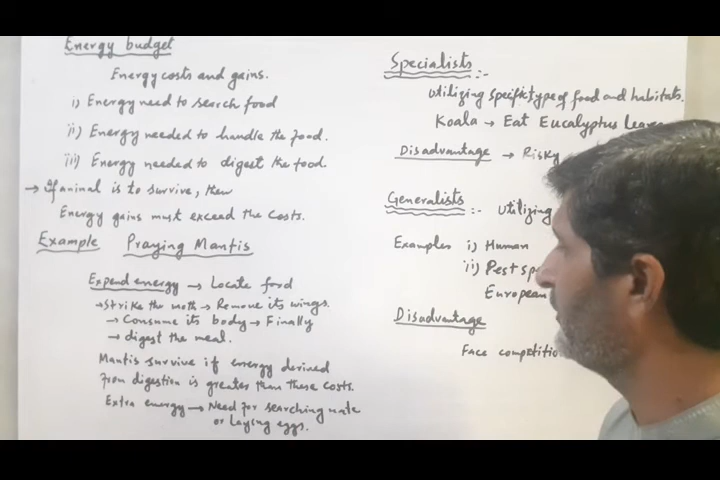 Energy budget
Energy costs and gains.
i) Energy need to search food
ii) Energy needed to handle the food.
iii) Energy needed to digest the food.
→ If animal is to survive, then
Energy gains must exceed the costs.
Example Praying Mantis
Expend energy → Locate food
→ Strike the moth → Remove its wings.
→ Consume its body → Finally
→ digest the meal.
Mantis survive if energy derived
from digestion is greater than these costs.
Extra energy → Need for searching mate
or Laying eggs.
Specialists :-
Utilizing specific type of food and habitats.
Koala → Eat Eucalyptus leaves
Disadvantage → Risky
Generalists :- Utilizing
Examples i) Human
ii) Pest
European
Disadvantage
Face